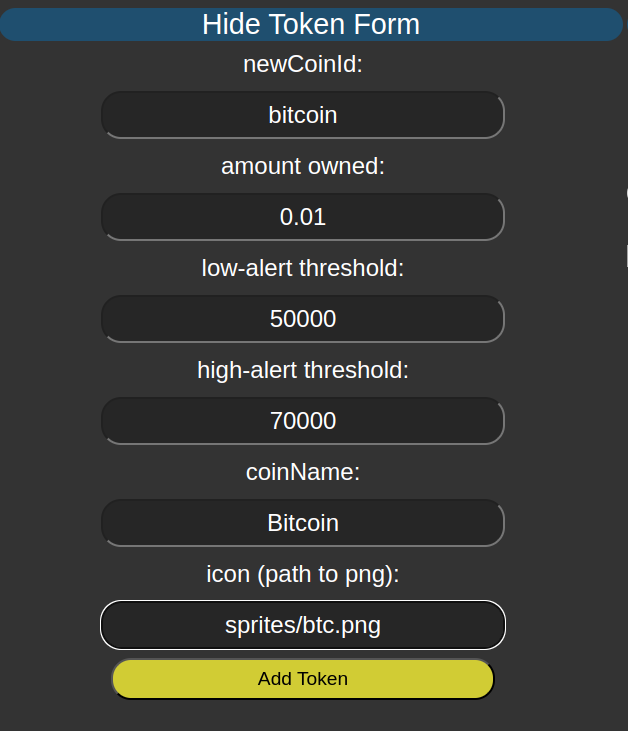 Hide Token Form
newCoinId:
bitcoin
amount owned:
0.01
low-alert threshold:
50000
high-alert threshold:
70000
coinName:
Bitcoin
icon (path to png):
sprites/btc.png
Add Token